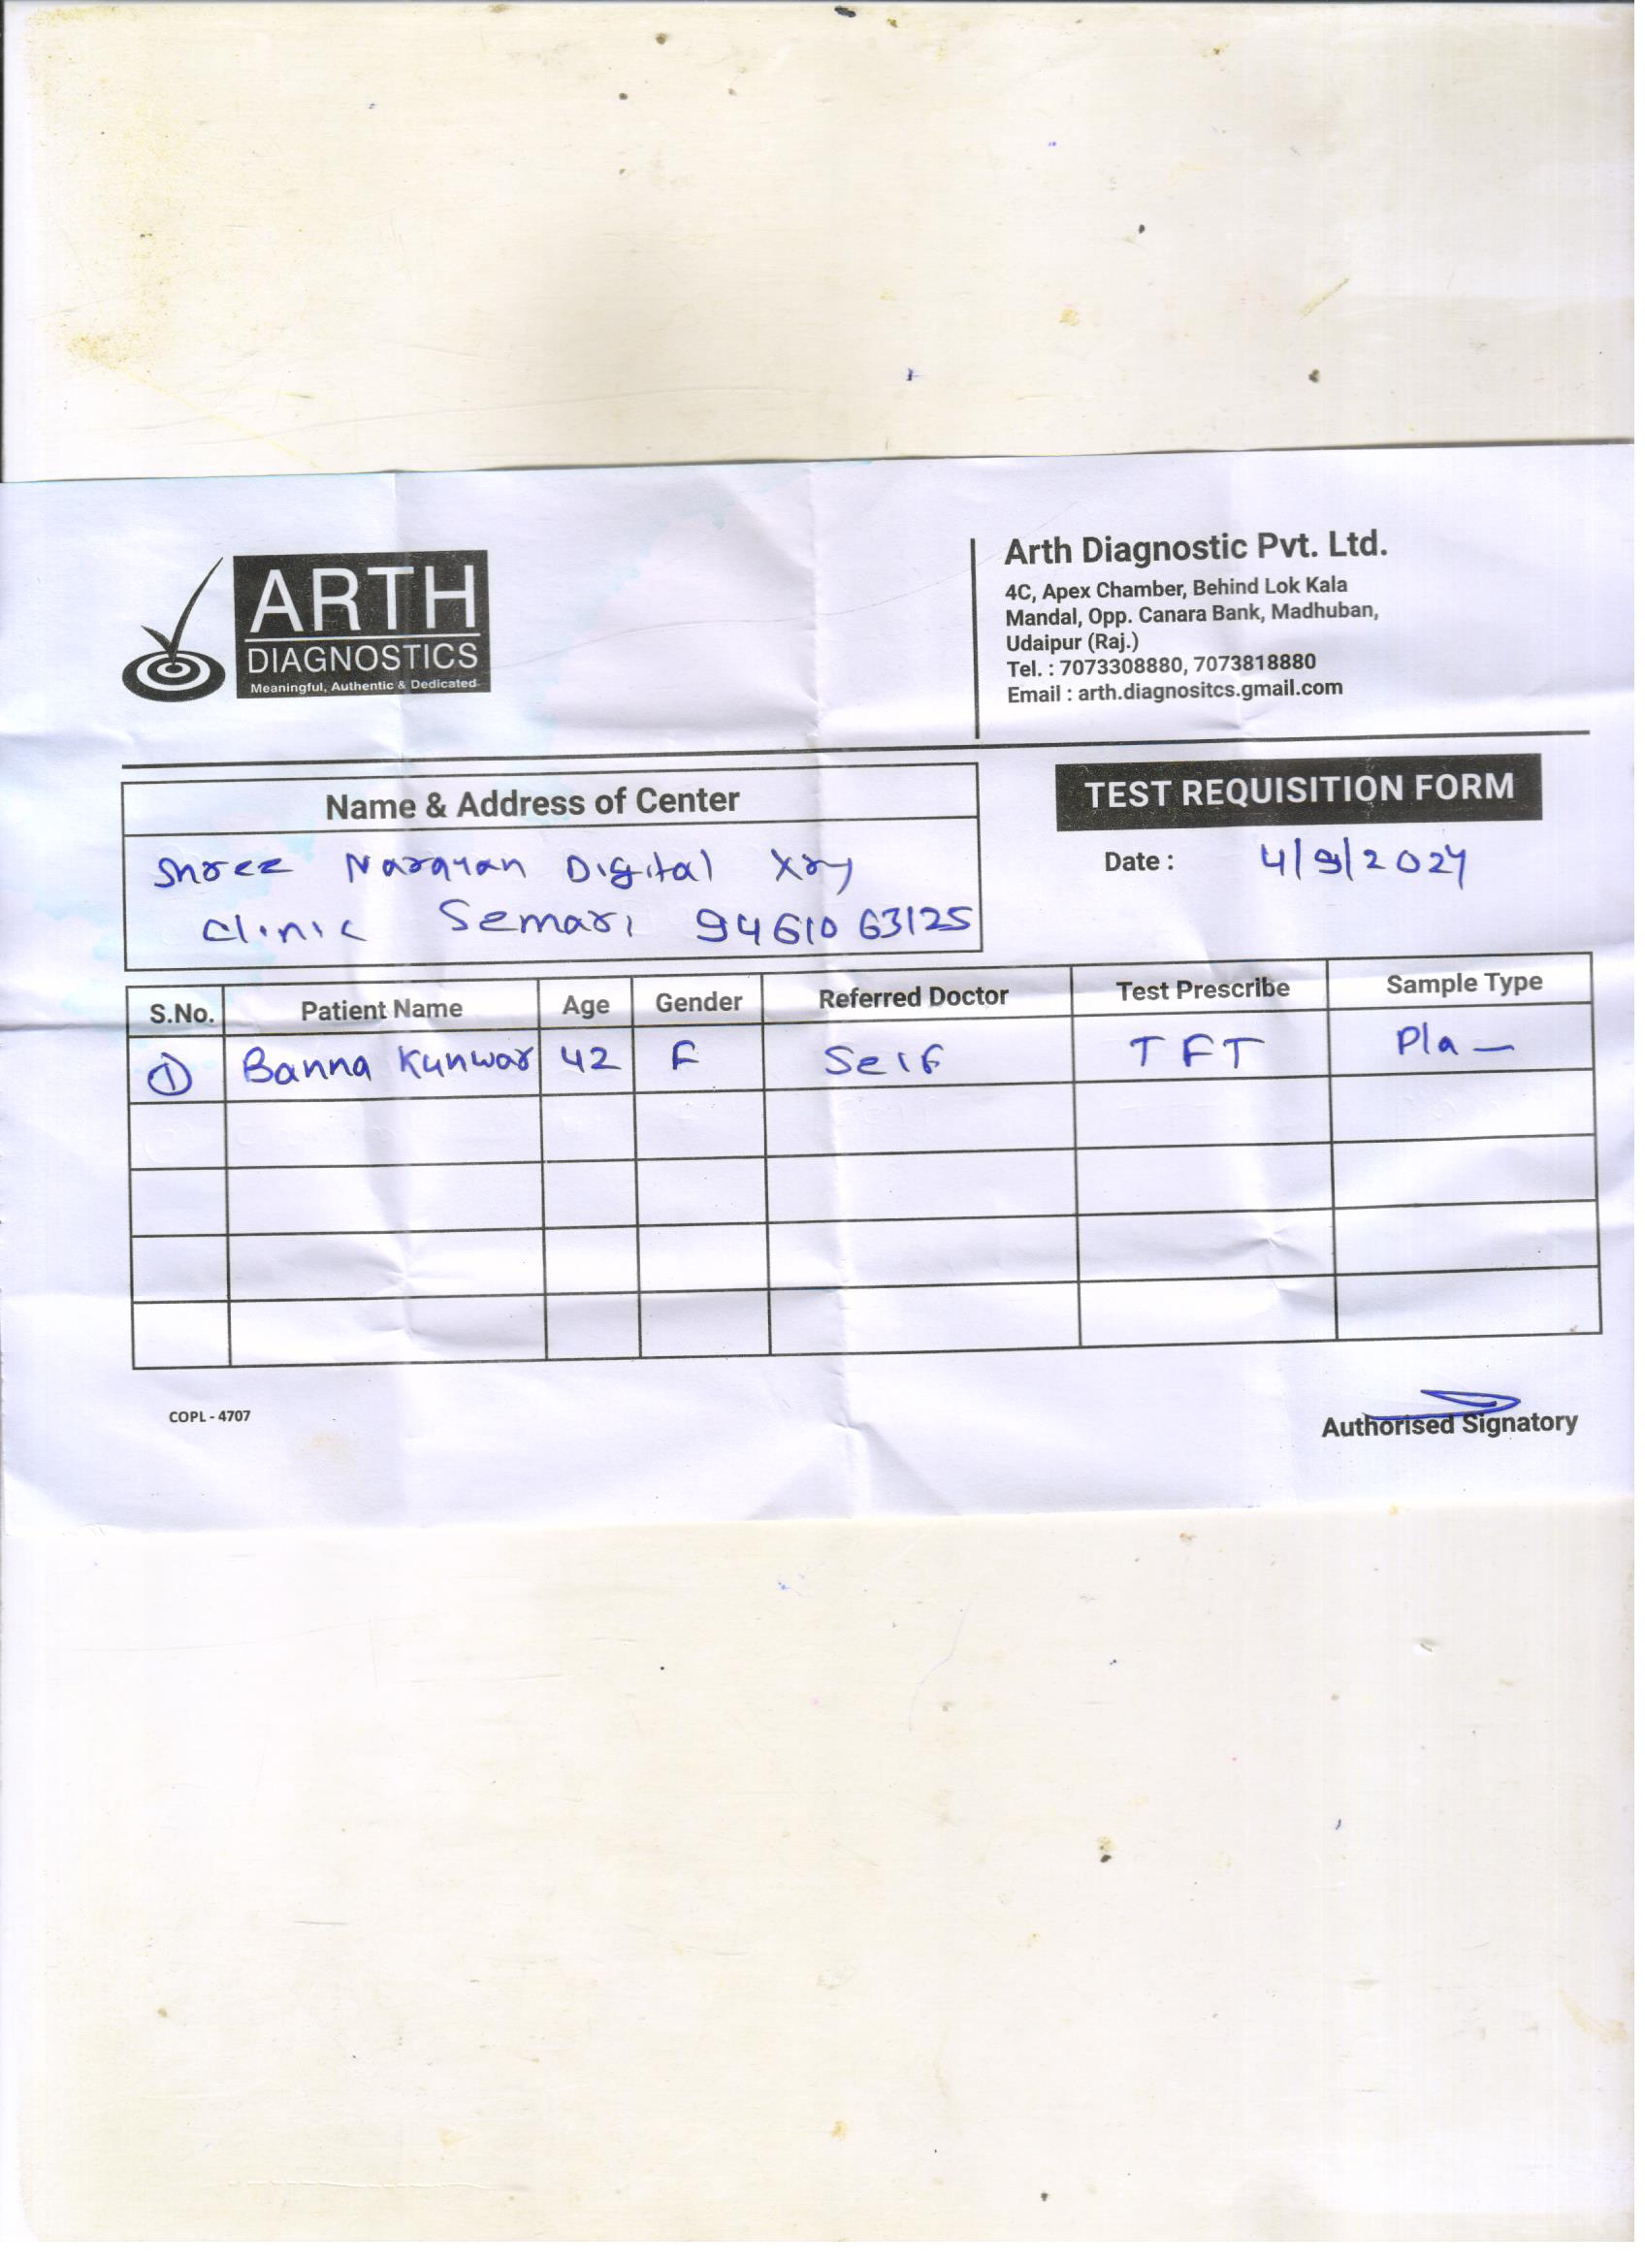 ARTH
DIAGNOSTICS
Meaningful, Authentic & Dedicated
Arth Diagnostic Pvt. Ltd.
4C, Apex Chamber, Behind Lok Kala
Mandal, Opp. Canara Bank, Madhuban,
Udaipur (Raj.)
Tel. : 7073308880, 7073818880
Email : arth.diagnositcs.gmail.com
Name & Address of Center
Shree Narayan Digital Xry
Clinic Semari 94610 63125
TEST REQUISITION FORM
Date : 4/9/2024
S.No. Patient Name Age Gender Referred Doctor Test Prescribe Sample Type
1 Banna Kunwar 42 F Self TFT Pla
COPL - 4707
Authorised Signatory